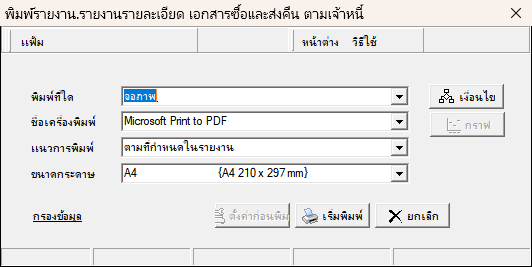 พิมพ์รายงาน.รายงานรายละเอียด เอกสารซื้อและส่งคืน ตามเจ้าหนี้
แฟ้ม หน้าต่าง วิธีใช้
พิมพ์ที่ใด จอภาพ เงื่อนไข
ชื่อเครื่องพิมพ์ Microsoft Print to PDF กราฟ
แนวการพิมพ์ ตามที่กำหนดในรายงาน
ขนาดกระดาษ A4 {A4 210 x 297 mm}
กรองข้อมูล ตั้งค่าก่อนพิม เริ่มพิมพ์ ยกเลิก